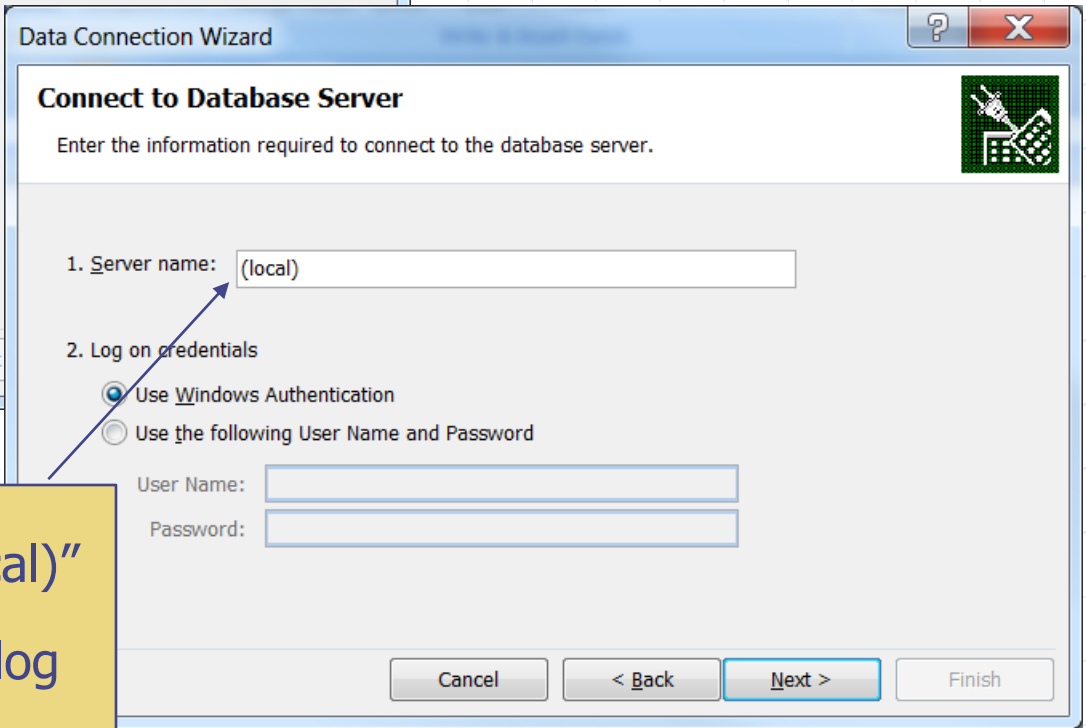 Data Connection Wizard
Connect to Database Server
Enter the information required to connect to the database server.
1. Server name: (local)
2. Log on credentials
Use Windows Authentication
Use the following User Name and Password
User Name:
Password:
al)”
log
Cancel < Back Next > Finish